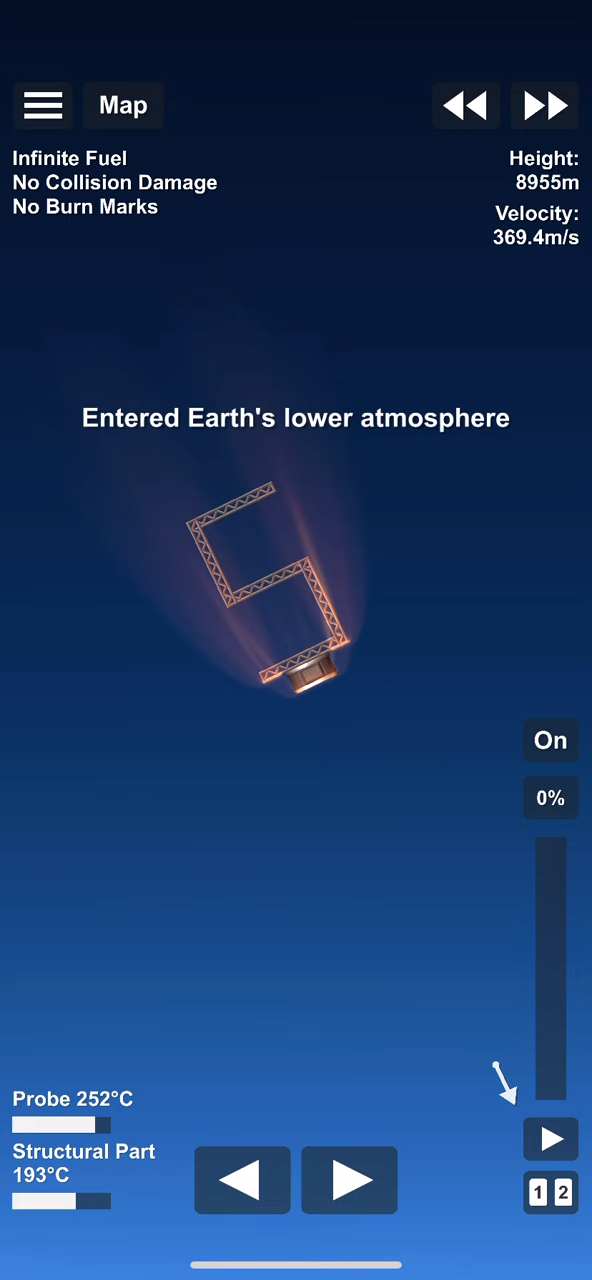 Map
Infinite Fuel
No Collision Damage
No Burn Marks
Height:
8955m
Velocity:
369.4m/s
Entered Earth's lower atmosphere
On
0%
Probe 252°C
Structural Part
193°C
1 2